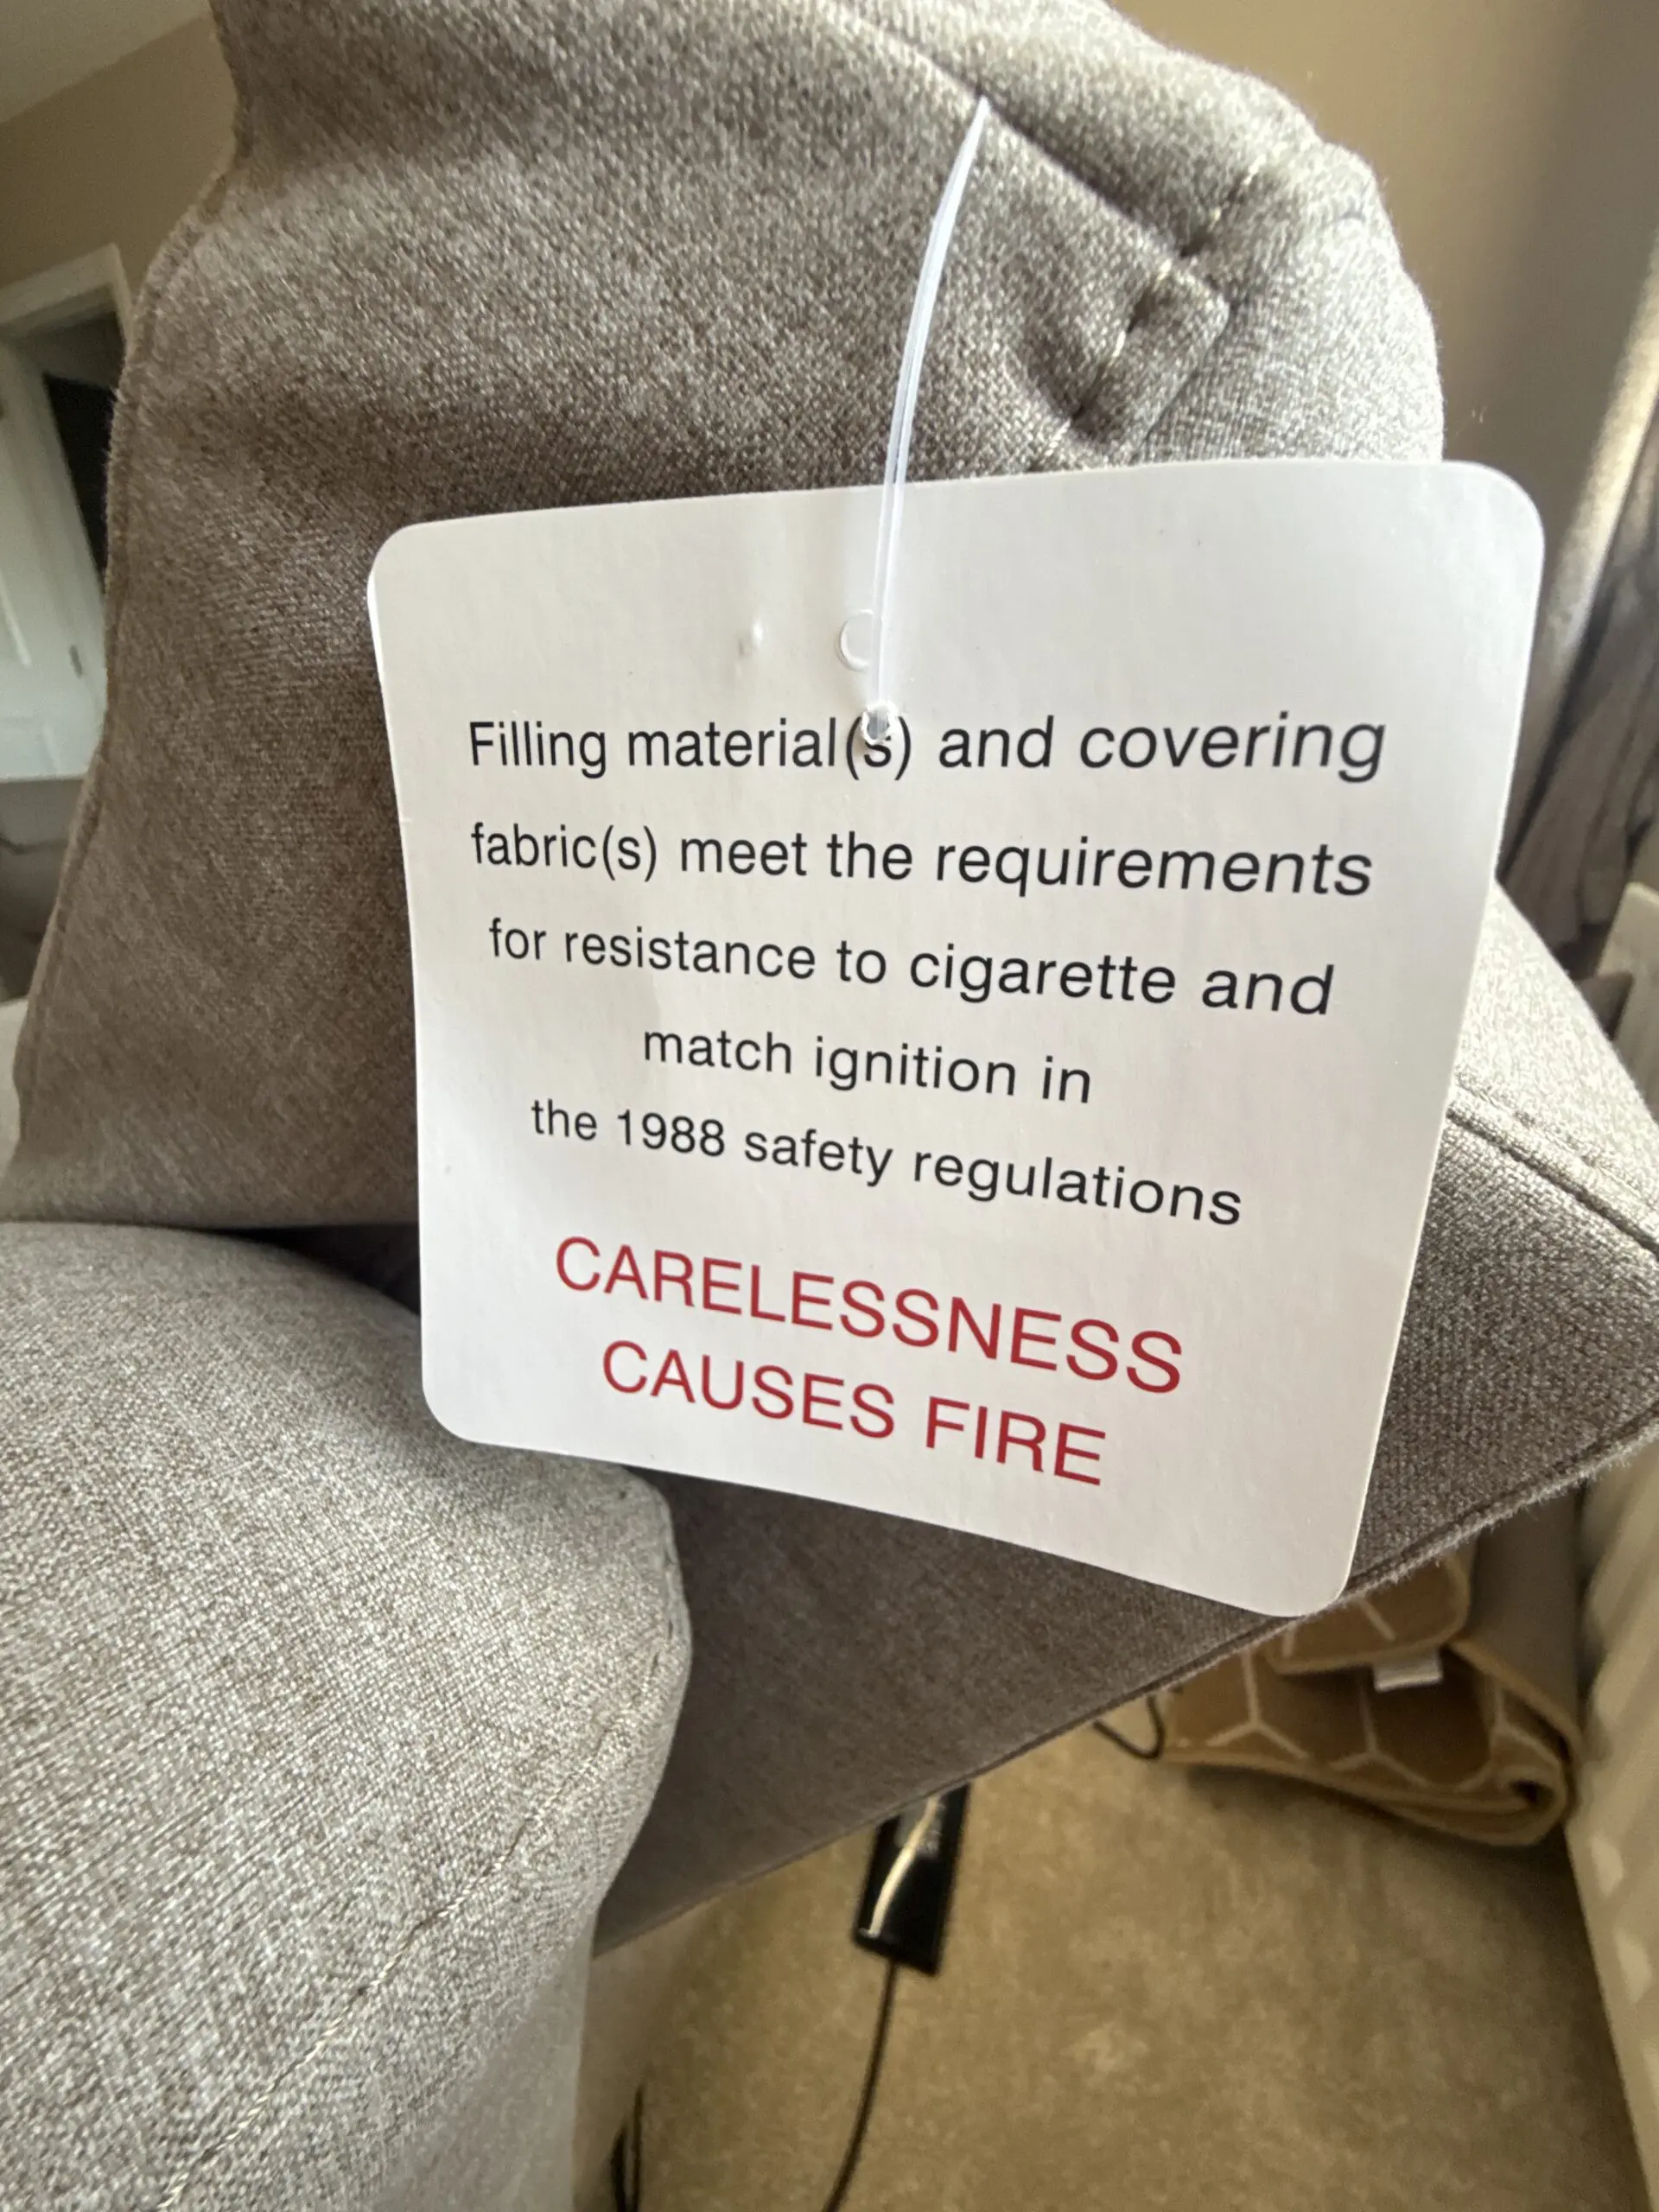 Filling material(s) and covering
fabric(s) meet the requirements
for resistance to cigarette and
match ignition in
the 1988 safety regulations
CARELESSNESS
CAUSES FIRE